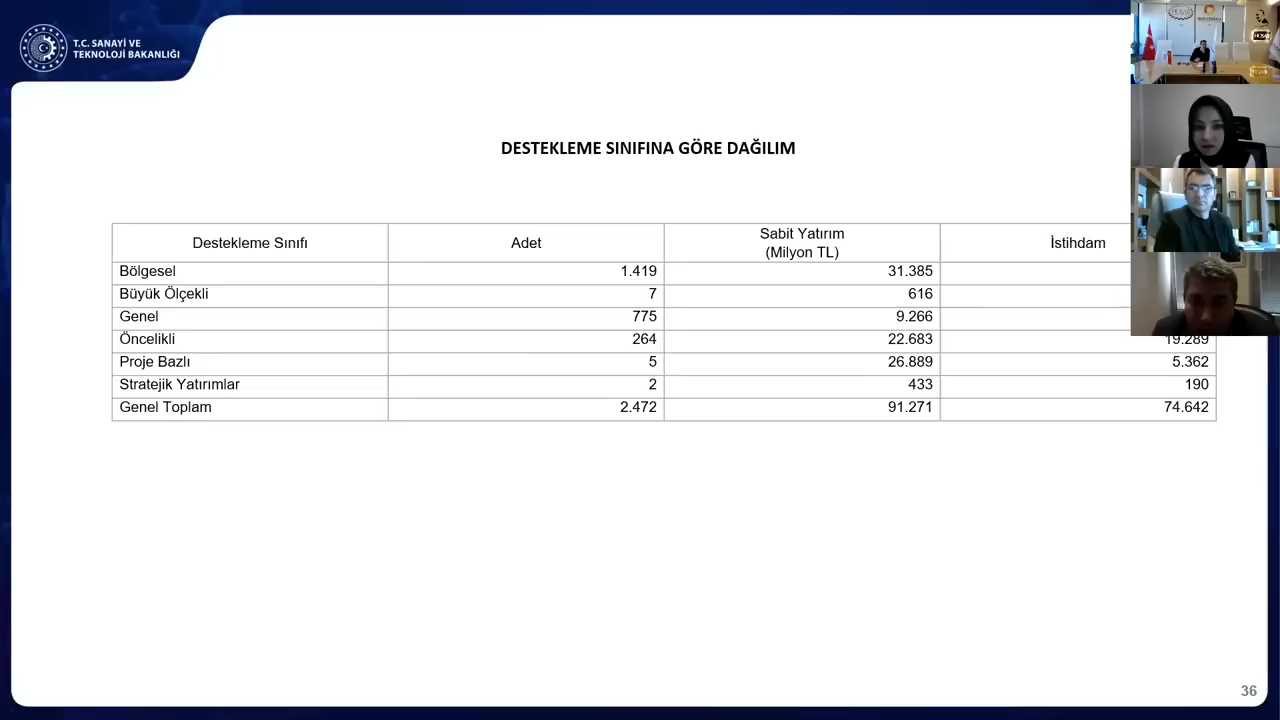 T.C. SANAYİ VE
TEKNOLOJİ BAKANLIĞI
DESTEKLEME SINIFINA GÖRE DAĞILIM
Destekleme Sınıfı Adet Sabit Yatırım (Milyon TL) İstihdam
Bölgesel 1.419 31.385
Büyük Ölçekli 7 616
Genel 775 9.266
Öncelikli 264 22.683 19.289
Proje Bazlı 5 26.889 5.362
Stratejik Yatırımlar 2 433 190
Genel Toplam 2.472 91.271 74.642
36